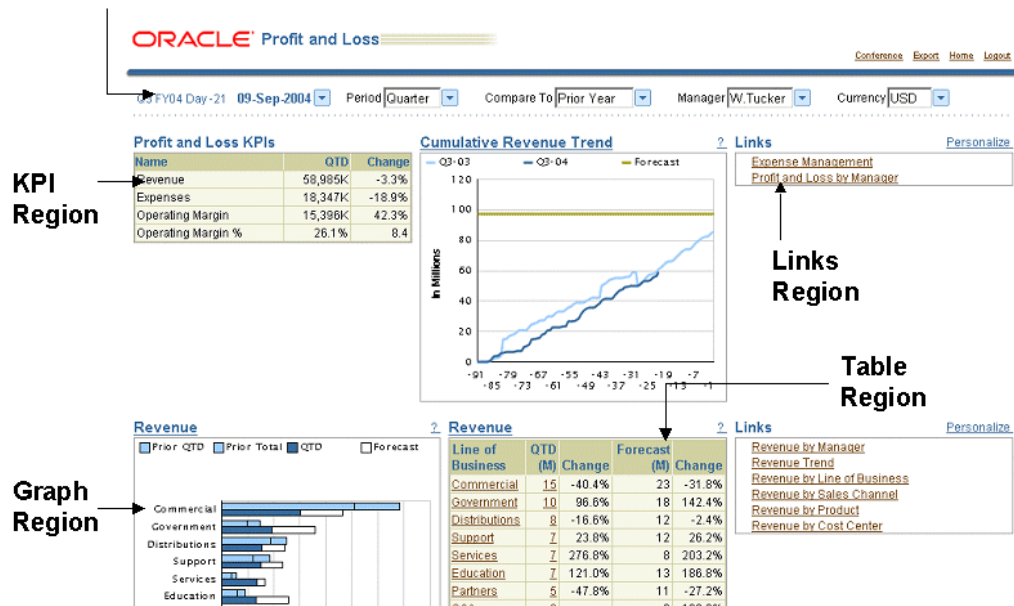 ORACLE Profit and Loss
Conference Export Home Logout
Q3 FY04 Day -21 09-Sep-2004 Period Quarter Compare To Prior Year Manager W.Tucker Currency USD
Profit and Loss KPIs
Name QTD Change
Revenue 58,985K -3.3%
Expenses 18,347K -18.9%
Operating Margin 15,396K 42.3%
Operating Margin % 26.1% 8.4
KPI
Region
Cumulative Revenue Trend ?
Q3-03 Q3-04 Forecast
120
100
80
60
40
20
0
In Millions
-91 -79 -67 -55 -43 -31 -19 -7
-85 -73 -61 -49 -37 -25 -13 -1
Links Personalize
Expense Management
Profit and Loss by Manager
Links
Region
Table
Region
Revenue ?
Prior QTD Prior Total QTD Forecast
Graph
Region
Commercial
Government
Distributions
Support
Services
Education
Revenue ?
Line of QTD Forecast
Business (M) Change (M) Change
Commercial 15 -40.4% 23 -31.8%
Government 10 96.6% 18 142.4%
Distributions 8 -16.6% 12 -2.4%
Support 7 23.8% 12 26.2%
Services 7 276.8% 8 203.2%
Education 7 121.0% 13 186.8%
Partners 5 -47.8% 11 -27.2%
Links Personalize
Revenue by Manager
Revenue Trend
Revenue by Line of Business
Revenue by Sales Channel
Revenue by Product
Revenue by Cost Center